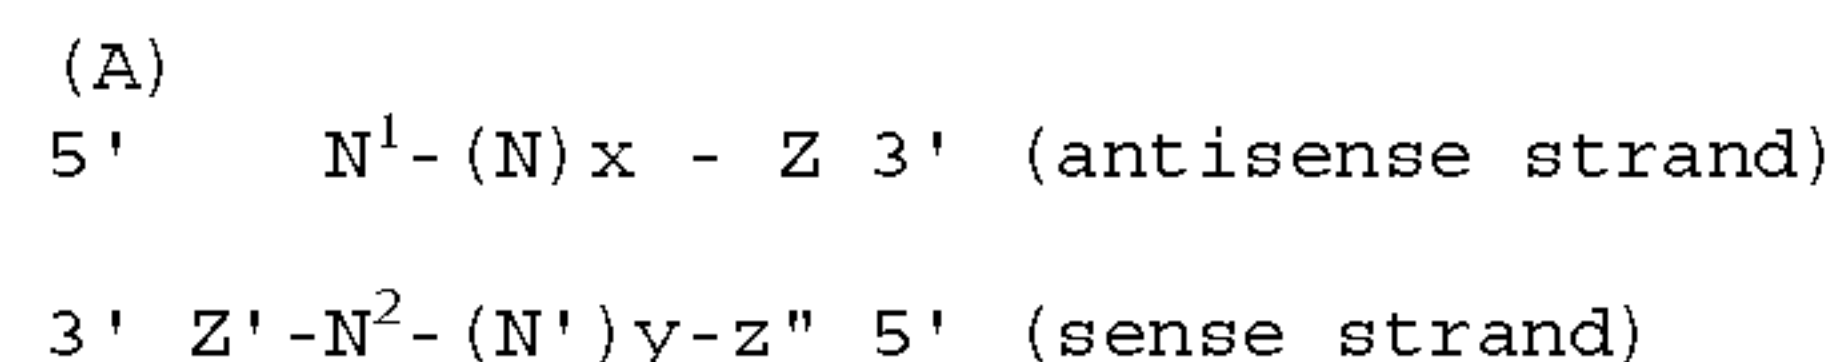 (A)
5' N¹-(N)x - Z 3' (antisense strand)
3' Z'-N²-(N')y-z" 5' (sense strand)